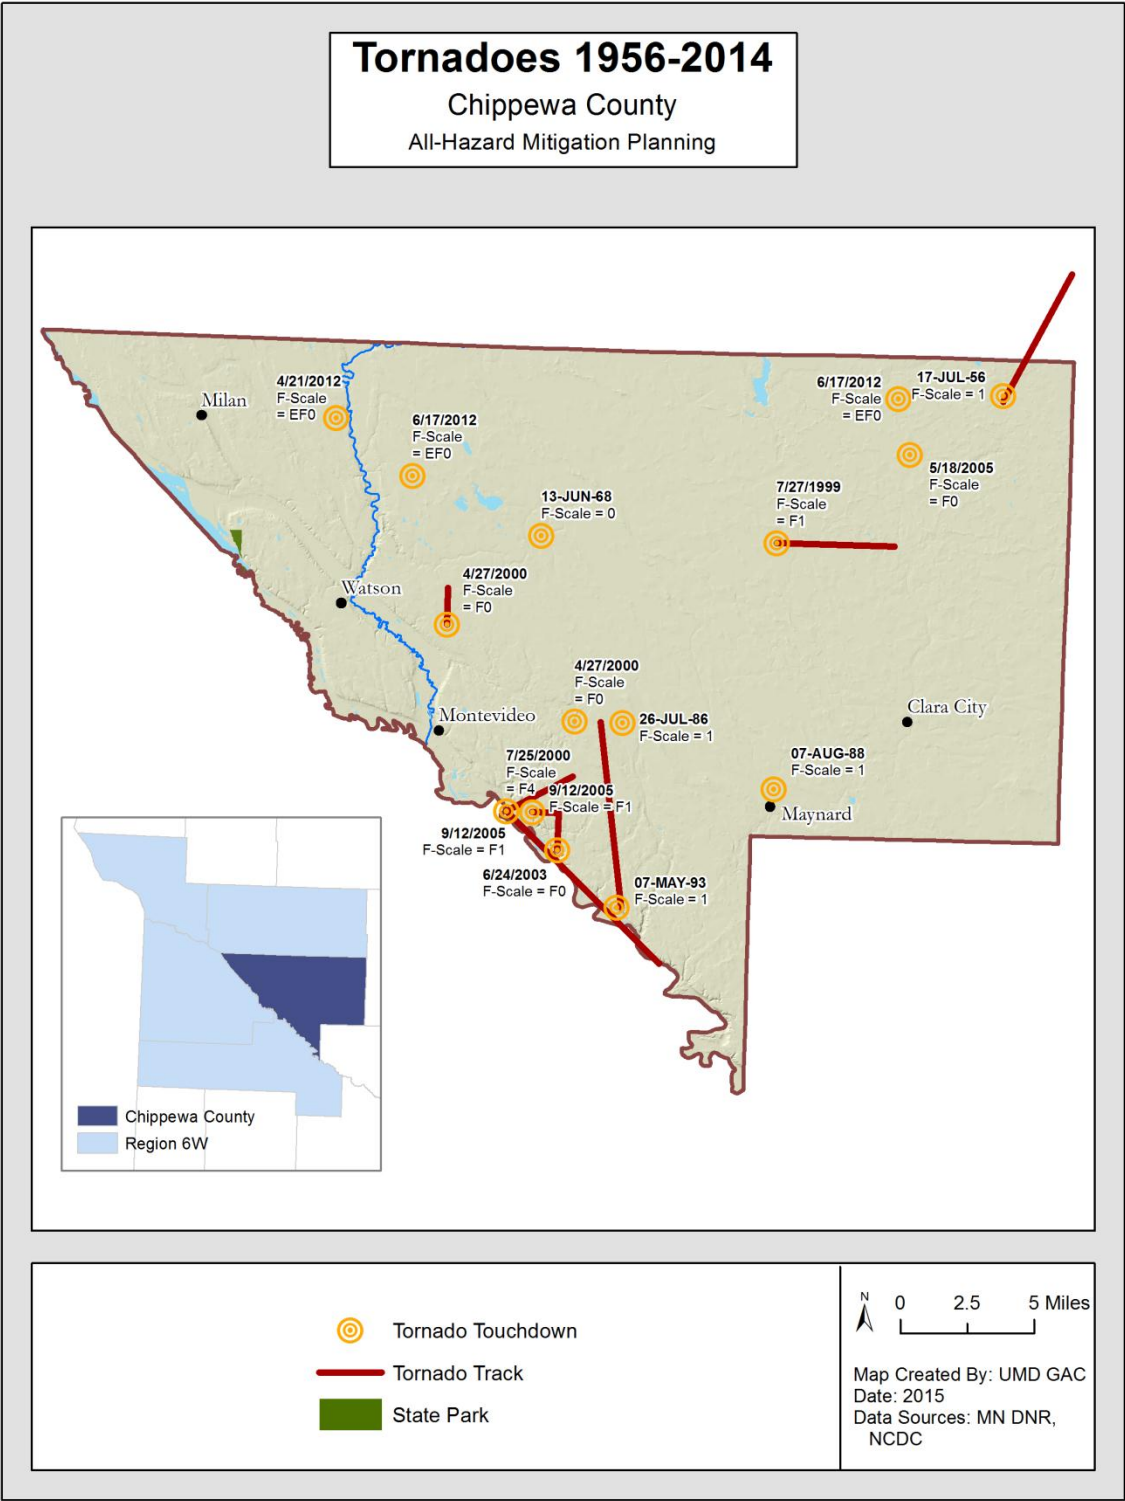 Tornadoes 1956-2014
Chippewa County
All-Hazard Mitigation Planning
4/21/2012
F-Scale
= EF0
Milan
6/17/2012
F-Scale
= EF0
13-JUN-68
F-Scale = 0
6/17/2012
F-Scale
= EF0
17-JUL-56
F-Scale = 1
5/18/2005
F-Scale
= F0
7/27/1999
F-Scale
= F1
4/27/2000
F-Scale
= F0
Watson
4/27/2000
F-Scale
= F0
Montevideo
26-JUL-86
F-Scale = 1
Clara City
7/25/2000
F-Scale
= F4
9/12/2005
F-Scale = F1
07-AUG-88
F-Scale = 1
Maynard
9/12/2005
F-Scale = F1
6/24/2003
F-Scale = F0
07-MAY-93
F-Scale = 1
Chippewa County
Region 6W
Tornado Touchdown
Tornado Track
State Park
N
0 2.5 5 Miles
Map Created By: UMD GAC
Date: 2015
Data Sources: MN DNR,
NCDC